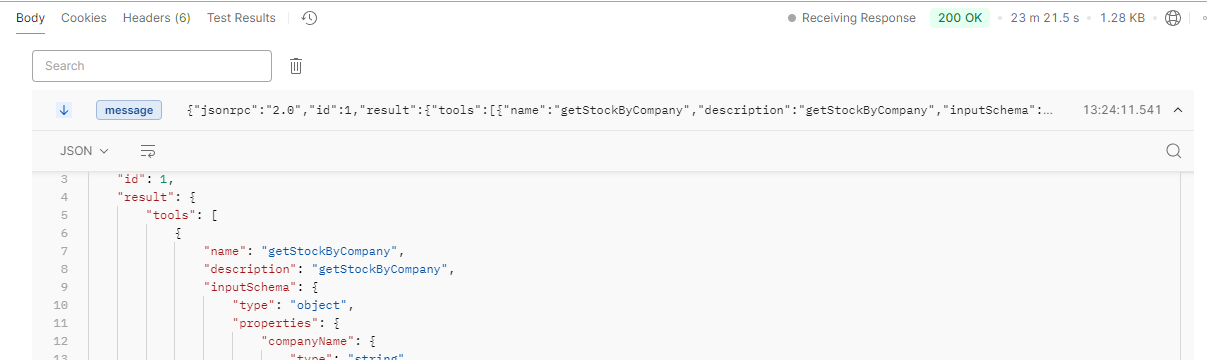 Body Cookies Headers (6) Test Results Receiving Response 200 OK 23 m 21.5 s 1.28 KB
Search
message {"jsonrpc":"2.0","id":1,"result":{"tools":[{"name":"getStockByCompany","description":"getStockByCompany","inputSchema":... 13:24:11.541
JSON
3 "id": 1,
4 "result": {
5 "tools": [
6 {
7 "name": "getStockByCompany",
8 "description": "getStockByCompany",
9 "inputSchema": {
10 "type": "object",
11 "properties": {
12 "companyName": {
13 "type": "string"